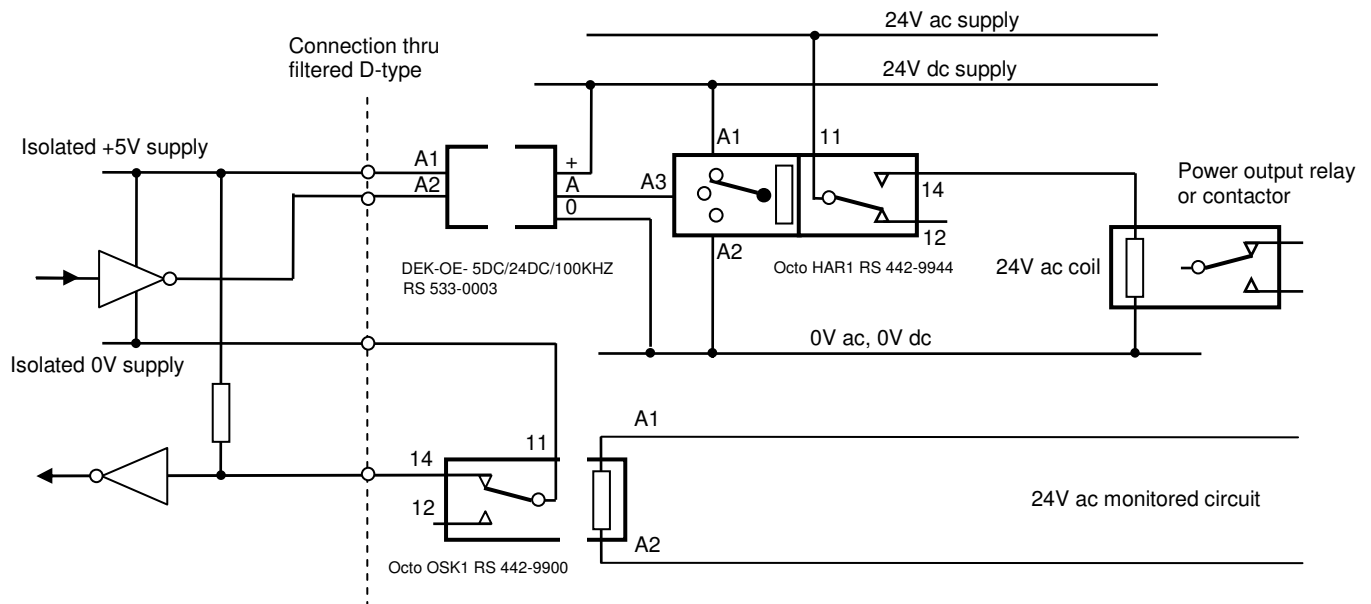 24V ac supply
Connection thru
filtered D-type
24V dc supply
Isolated +5V supply
A1
11
A1
+
A2
A
A3
14
Power output relay
or contactor
0
12
A2
DEK-OE- 5DC/24DC/100KHZ
RS 533-0003
Octo HAR1 RS 442-9944
24V ac coil
0V ac, 0V dc
Isolated 0V supply
A1
11
14
12
24V ac monitored circuit
A2
Octo OSK1 RS 442-9900